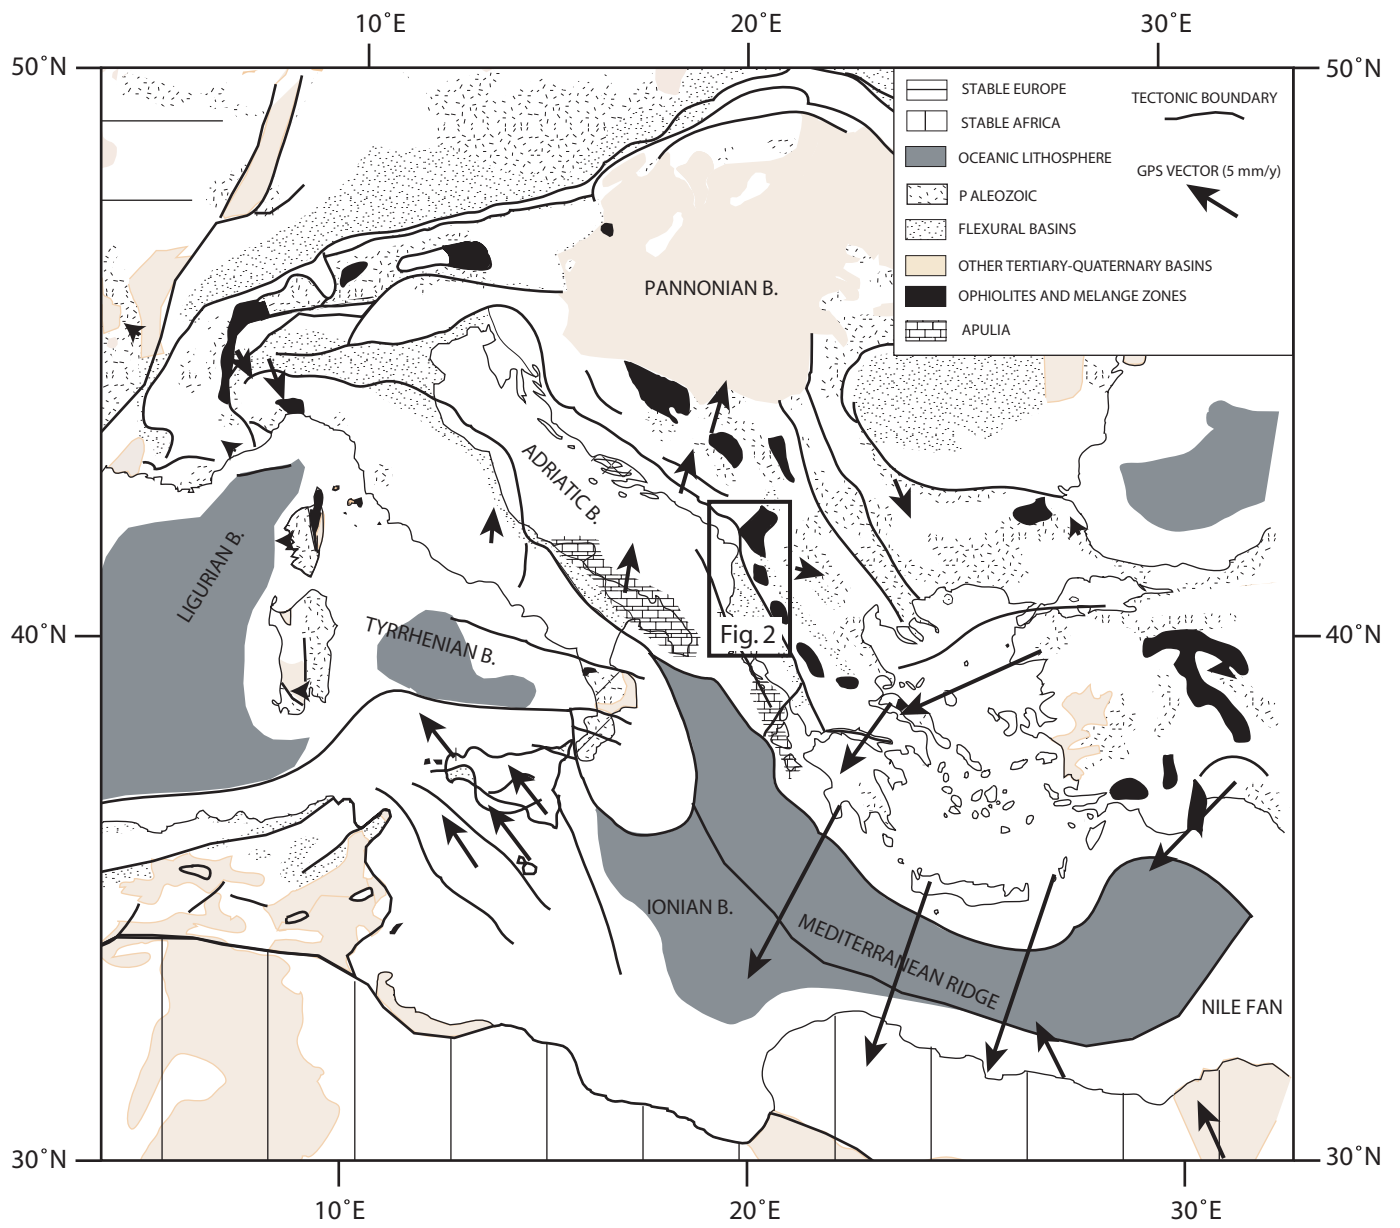 10˚E
20˚E
30˚E
50˚N
50˚N
STABLE EUROPE
TECTONIC BOUNDARY
STABLE AFRICA
OCEANIC LITHOSPHERE
GPS VECTOR (5 mm/y)
P ALEOZOIC
FLEXURAL BASINS
OTHER TERTIARY-QUATERNARY BASINS
OPHIOLITES AND MELANGE ZONES
APULIA
PANNONIAN B.
ADRIATIC B.
LIGURIAN B.
TYRRHENIAN B.
Fig. 2
40˚N
40˚N
IONIAN B.
MEDITERRANEAN RIDGE
NILE FAN
30˚N
30˚N
10˚E
20˚E
30˚E